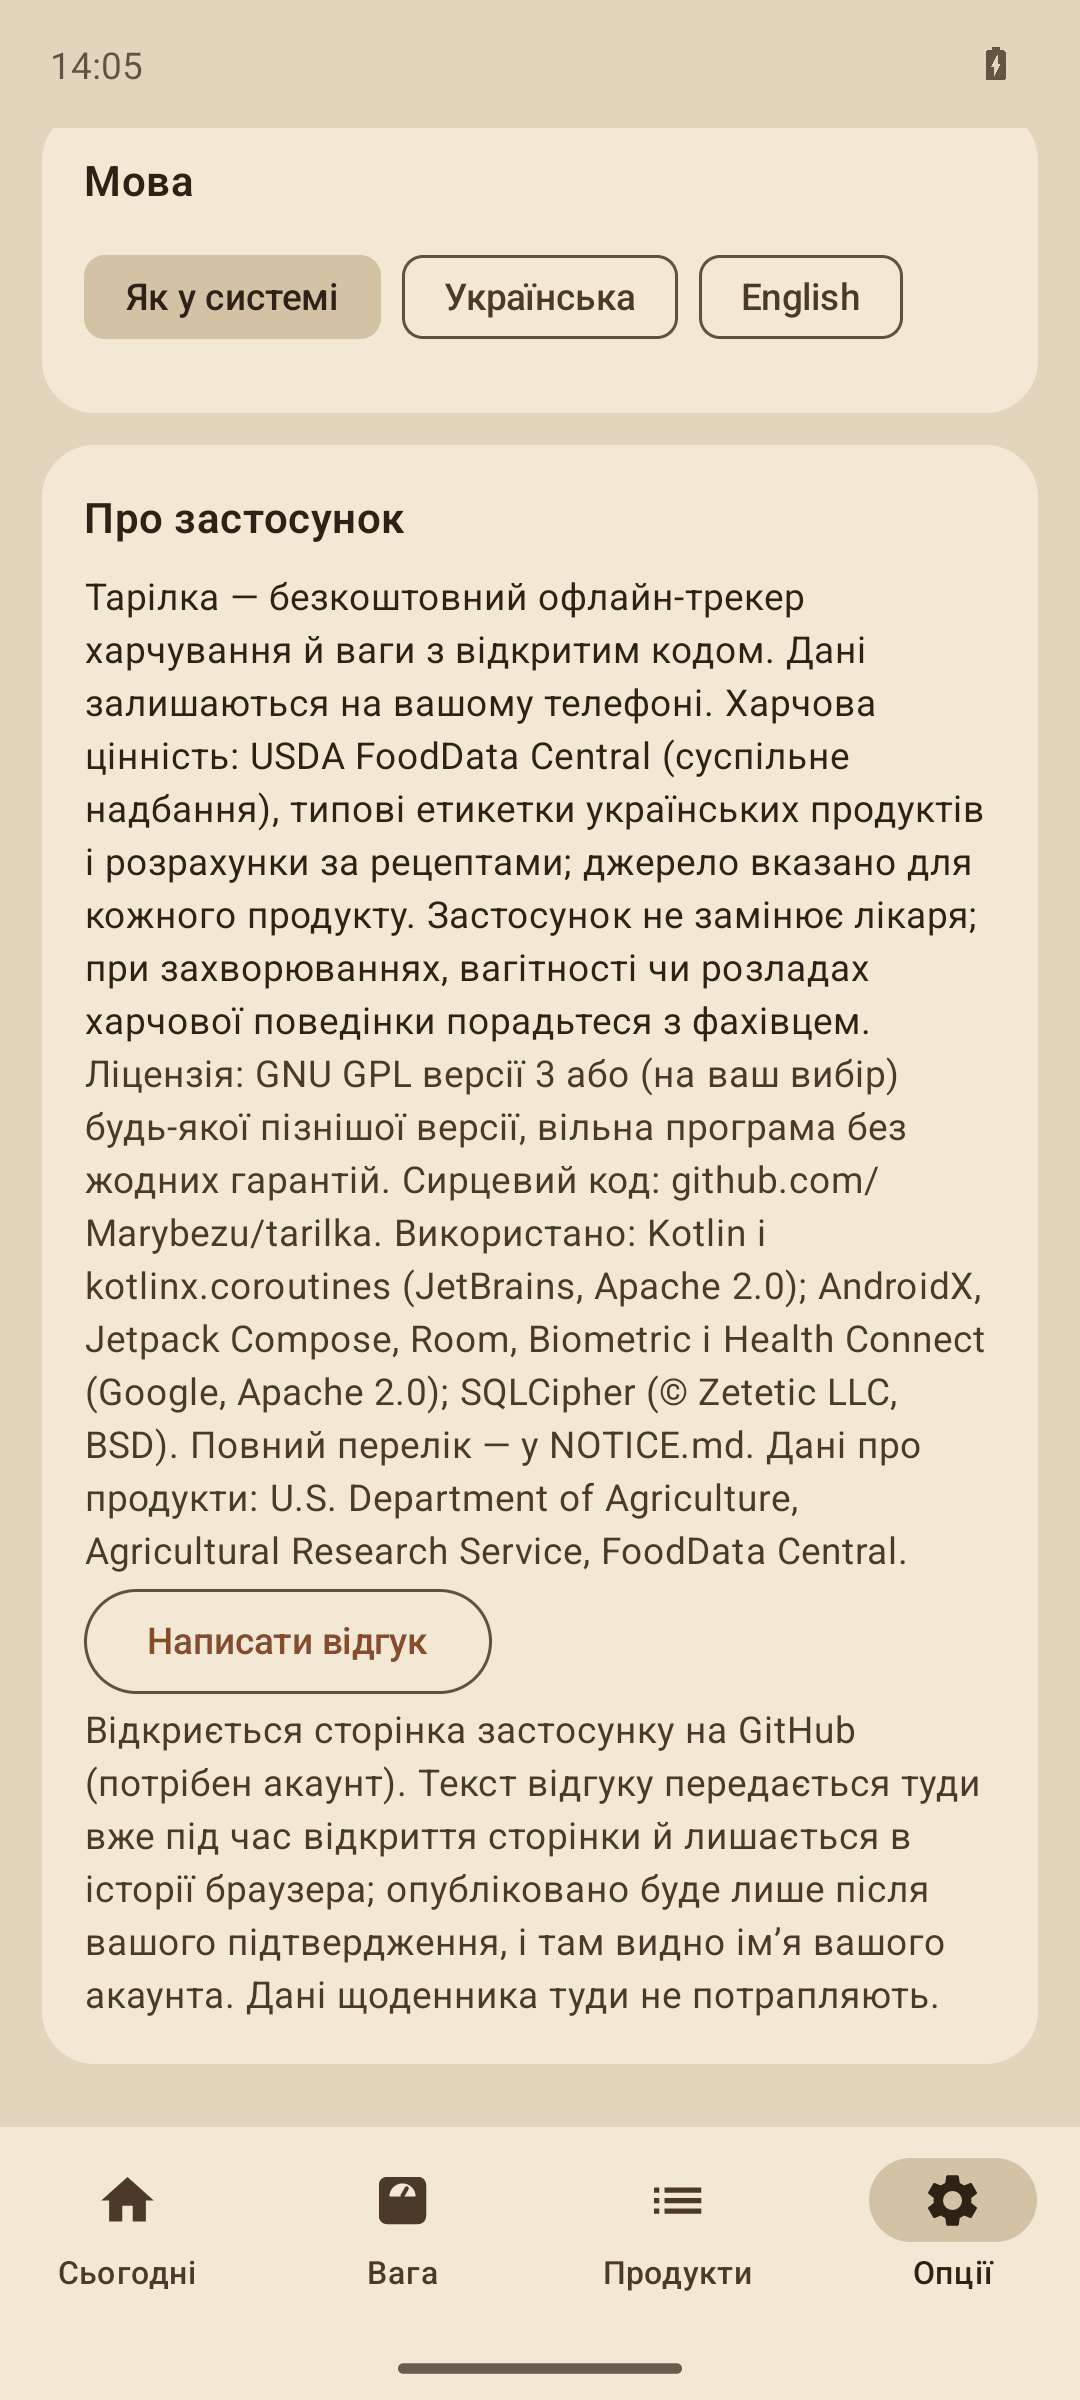 14:05
Мова
Як у системі
Українська
English
Про застосунок
Тарілка — безкоштовний офлайн-трекер
харчування й ваги з відкритим кодом. Дані
залишаються на вашому телефоні. Харчова
цінність: USDA FoodData Central (суспільне
надбання), типові етикетки українських продуктів
і розрахунки за рецептами; джерело вказано для
кожного продукту. Застосунок не замінює лікаря;
при захворюваннях, вагітності чи розладах
харчової поведінки порадьтеся з фахівцем.
Ліцензія: GNU GPL версії 3 або (на ваш вибір)
будь-якої пізнішої версії, вільна програма без
жодних гарантій. Сирцевий код: github.com/
Marybezu/tarilka. Використано: Kotlin і
kotlinx.coroutines (JetBrains, Apache 2.0); AndroidX,
Jetpack Compose, Room, Biometric і Health Connect
(Google, Apache 2.0); SQLCipher (© Zetetic LLC,
BSD). Повний перелік — у NOTICE.md. Дані про
продукти: U.S. Department of Agriculture,
Agricultural Research Service, FoodData Central.
Написати відгук
Відкриється сторінка застосунку на GitHub
(потрібен акаунт). Текст відгуку передається туди
вже під час відкриття сторінки й лишається в
історії браузера; опубліковано буде лише після
вашого підтвердження, і там видно ім’я вашого
акаунта. Дані щоденника туди не потрапляють.
Сьогодні
Вага
Продукти
Опції